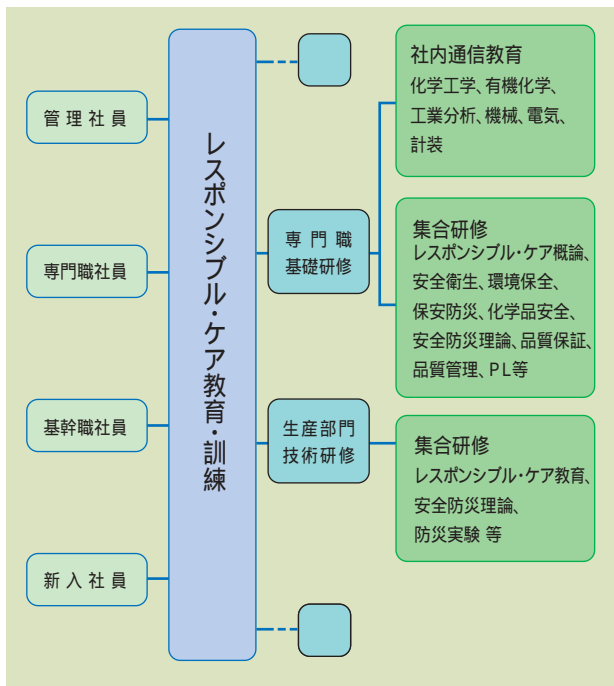 管理社員
専門職社員
基幹職社員
新入社員
レスポンシブル・ケア教育・訓練
専門職
基礎研修
生産部門
技術研修
社内通信教育
化学工学、有機化学、
工業分析、機械、電気、
計装
集合研修
レスポンシブル・ケア概論、
安全衛生、環境保全、
保安防災、化学品安全、
安全防災理論、品質保証、
品質管理、PL等
集合研修
レスポンシブル・ケア教育、
安全防災理論、
防災実験 等